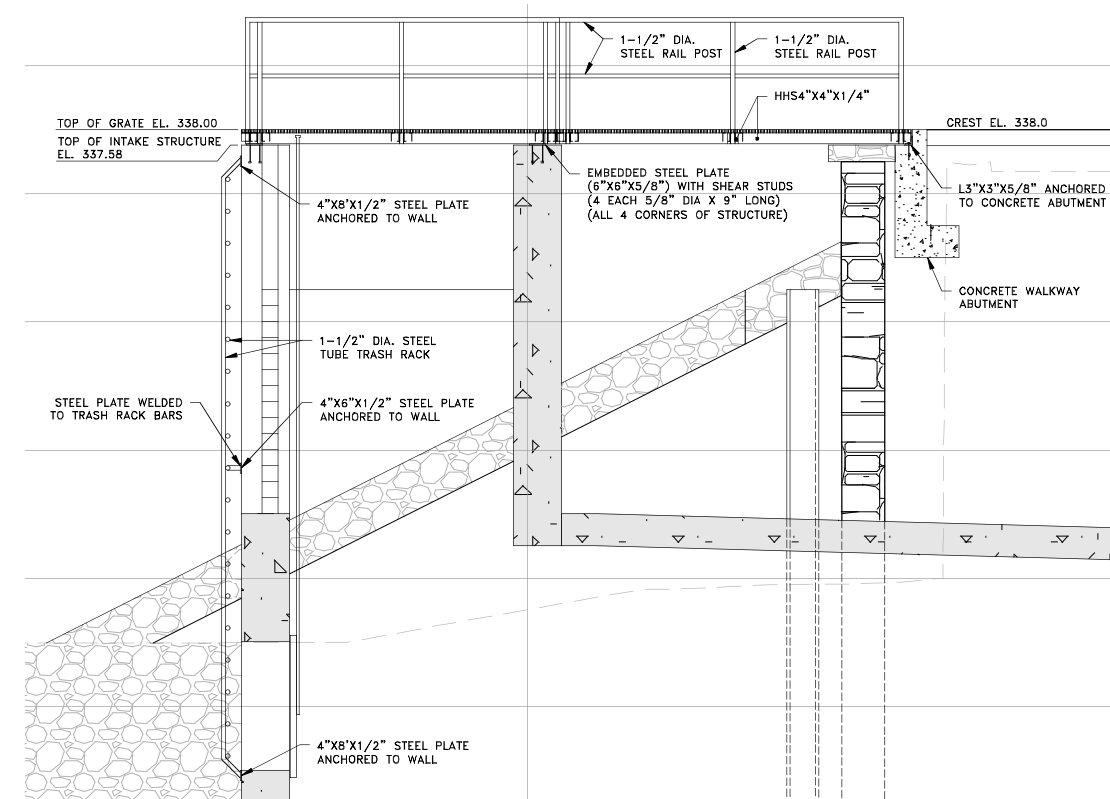 1-1/2" DIA.
STEEL RAIL POST
1-1/2" DIA.
STEEL RAIL POST
HHS4"X4"X1/4"
TOP OF GRATE EL. 338.00
CREST EL. 338.0
TOP OF INTAKE STRUCTURE
EL. 337.58
EMBEDDED STEEL PLATE
(6"X6"X5/8") WITH SHEAR STUDS
(4 EACH 5/8" DIA X 9" LONG)
(ALL 4 CORNERS OF STRUCTURE)
L3"X3"X5/8" ANCHORED
TO CONCRETE ABUTMENT
4"X8'X1/2" STEEL PLATE
ANCHORED TO WALL
CONCRETE WALKWAY
ABUTMENT
1-1/2" DIA. STEEL
TUBE TRASH RACK
STEEL PLATE WELDED
TO TRASH RACK BARS
4"X6"X1/2" STEEL PLATE
ANCHORED TO WALL
4"X8'X1/2" STEEL PLATE
ANCHORED TO WALL